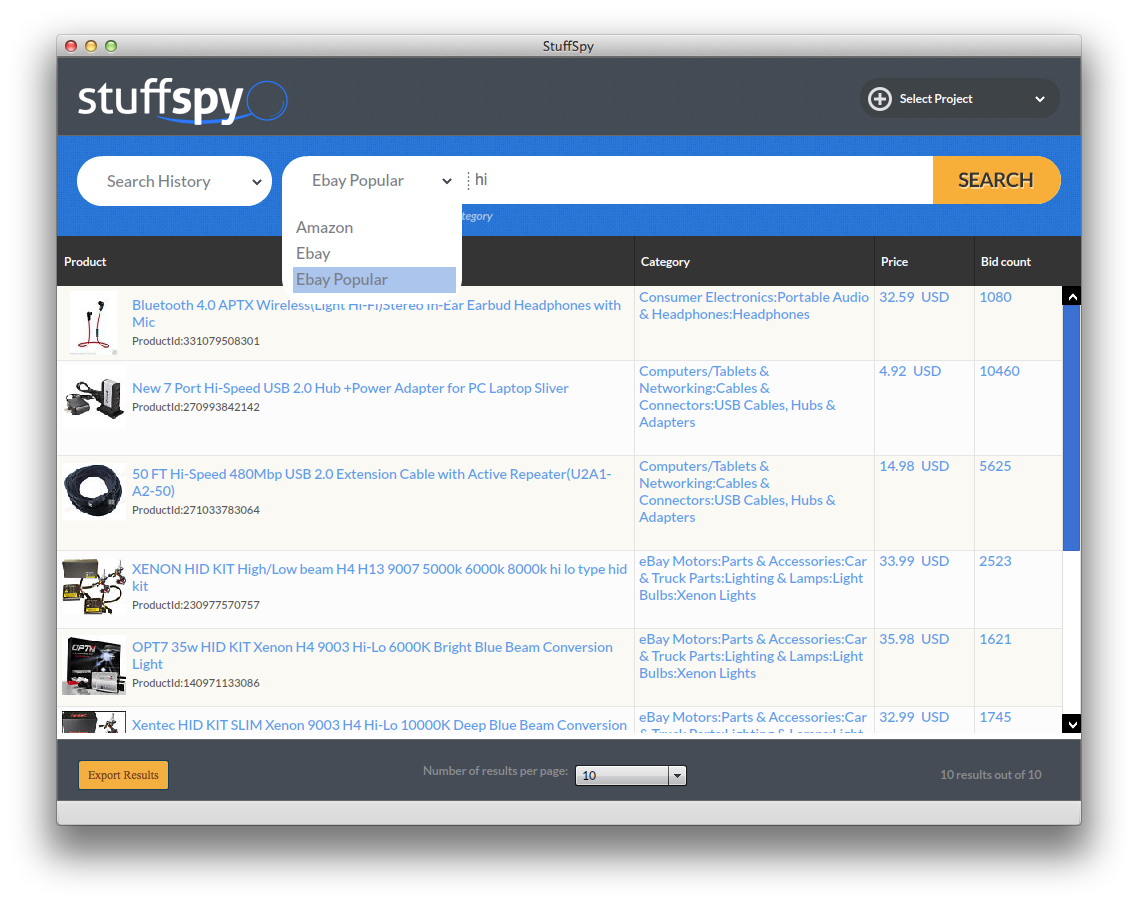 StuffSpy
stuffspy
Select Project
Search History
Ebay Popular
hi
SEARCH
tegory
Amazon
Ebay
Ebay Popular
Product
Category
Price
Bid count
Bluetooth 4.0 APTX Wireless(Light Hi-Fi)Stereo In-Ear Earbud Headphones with
Mic
ProductId:331079508301
Consumer Electronics:Portable Audio
& Headphones:Headphones
32.59 USD
1080
New 7 Port Hi-Speed USB 2.0 Hub +Power Adapter for PC Laptop Sliver
ProductId:270993842142
Computers/Tablets &
Networking:Cables &
Connectors:USB Cables, Hubs &
Adapters
4.92 USD
10460
50 FT Hi-Speed 480Mbp USB 2.0 Extension Cable with Active Repeater(U2A1-
A2-50)
ProductId:271033783064
Computers/Tablets &
Networking:Cables &
Connectors:USB Cables, Hubs &
Adapters
14.98 USD
5625
XENON HID KIT High/Low beam H4 H13 9007 5000k 6000k 8000k hi lo type hid
kit
ProductId:230977570757
eBay Motors:Parts & Accessories:Car
& Truck Parts:Lighting & Lamps:Light
Bulbs:Xenon Lights
33.99 USD
2523
OPT7 35w HID KIT Xenon H4 9003 Hi-Lo 6000K Bright Blue Beam Conversion
Light
ProductId:140971133086
eBay Motors:Parts & Accessories:Car
& Truck Parts:Lighting & Lamps:Light
Bulbs:Xenon Lights
35.98 USD
1621
Xentec HID KIT SLIM Xenon 9003 H4 Hi-Lo 10000K Deep Blue Beam Conversion
eBay Motors:Parts & Accessories:Car
& Truck Parts:Lighting & Lamps:Light
32.99 USD
1745
Export Results
Number of results per page:
10
10 results out of 10